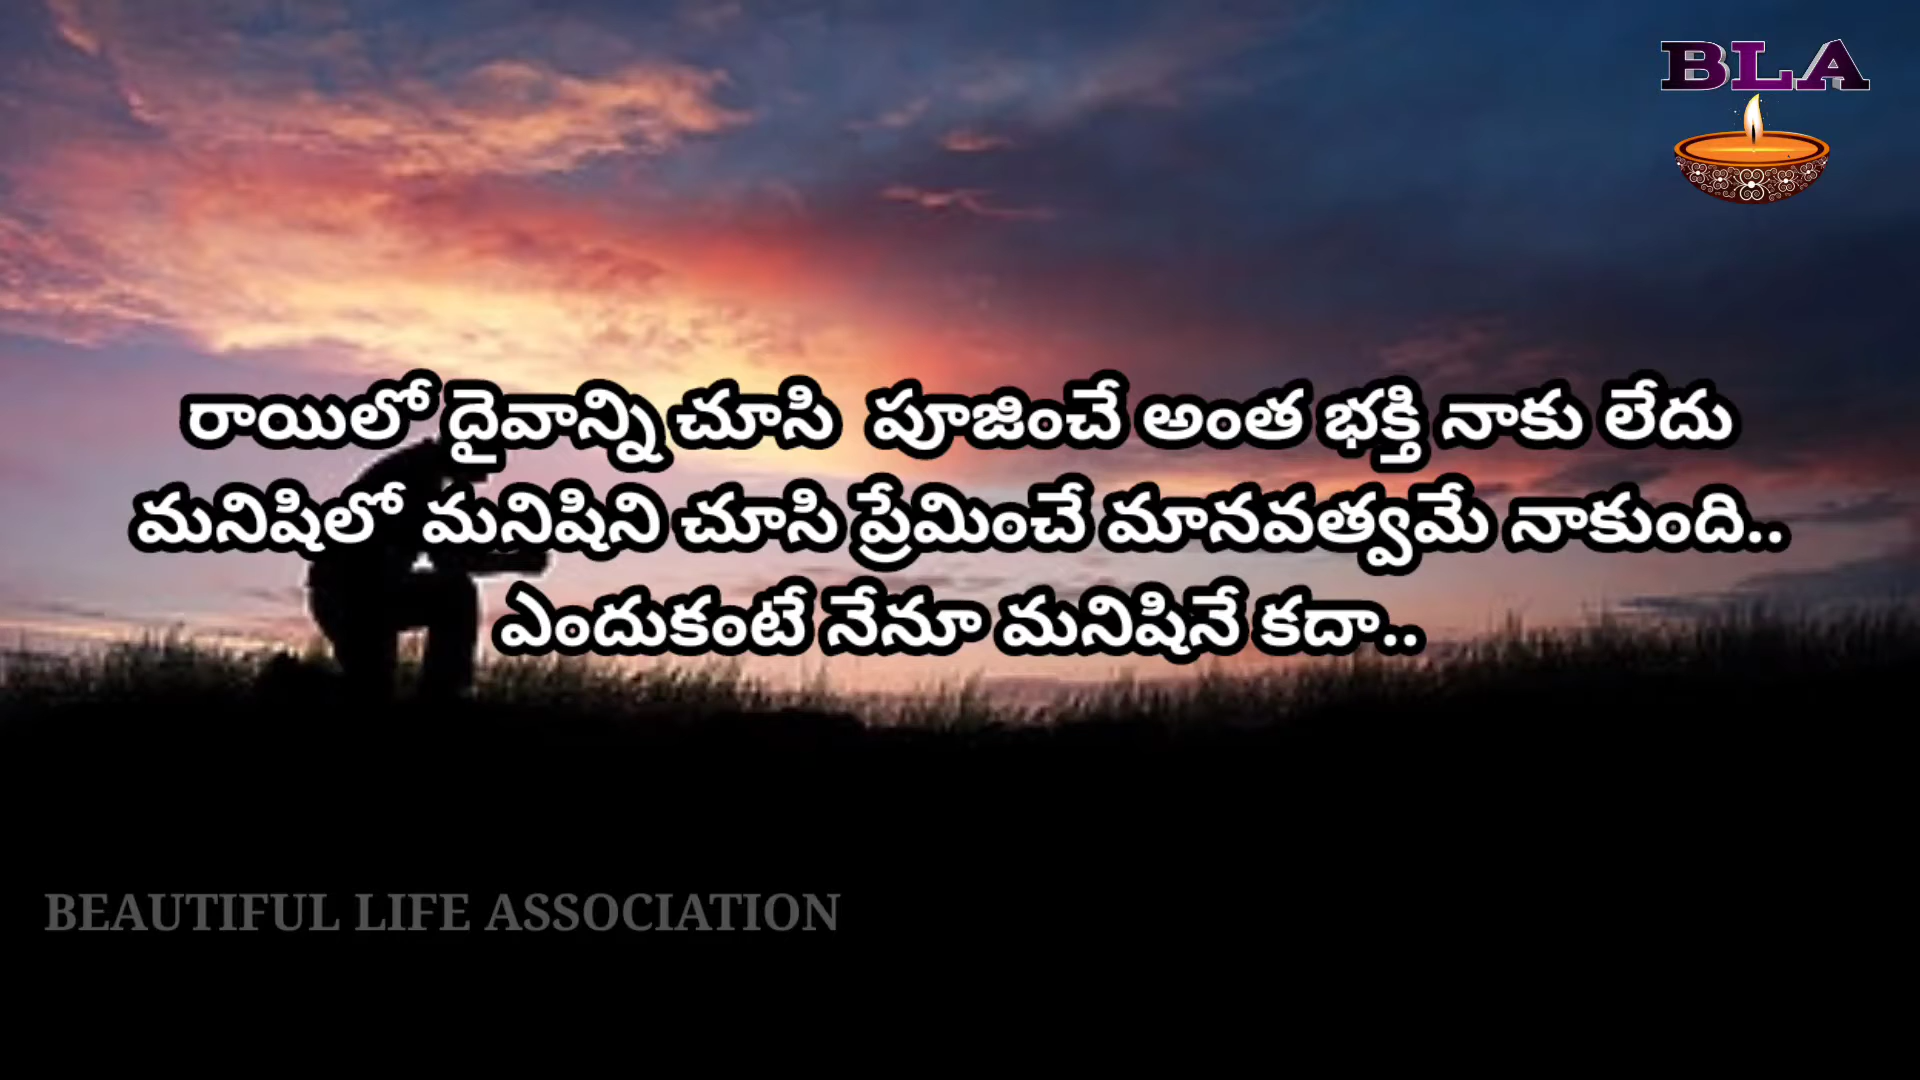 BLA
రాయిలో దైవాన్ని చూసి పూజించే అంత భక్తి నాకు లేదు
మనిషిలో మనిషిని చూసి ప్రేమించే మానవత్వమే నాకుంది..
ఎందుకంటే నేనూ మనిషినే కదా..
BEAUTIFUL LIFE ASSOCIATION